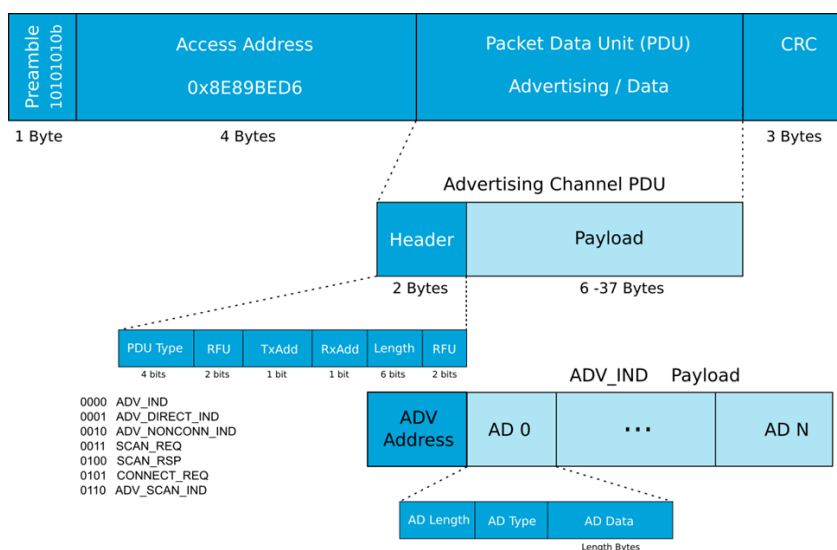 Preamble
10101010b
Access Address
0x8E89BED6
Packet Data Unit (PDU)
Advertising / Data
CRC
1 Byte
4 Bytes
3 Bytes
Advertising Channel PDU
Header
Payload
2 Bytes
6 -37 Bytes
PDU Type
RFU
TxAdd
RxAdd
Length
RFU
4 bits
2 bits
1 bit
1 bit
6 bits
2 bits
0000 ADV_IND
0001 ADV_DIRECT_IND
0010 ADV_NONCONN_IND
0011 SCAN_REQ
0100 SCAN_RSP
0101 CONNECT_REQ
0110 ADV_SCAN_IND
ADV_IND Payload
ADV
Address
AD 0
...
AD N
AD Length
AD Type
AD Data
Length Bytes